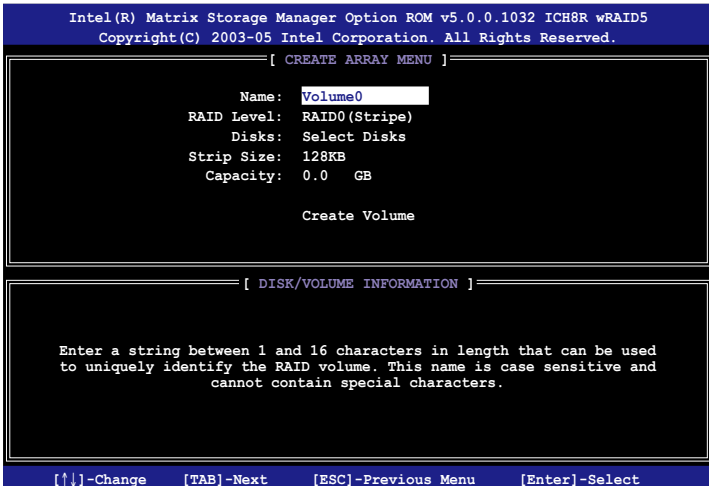 Intel(R) Matrix Storage Manager Option ROM v5.0.0.1032 ICH8R wRAID5
Copyright(C) 2003-05 Intel Corporation. All Rights Reserved.
[ CREATE ARRAY MENU ]
Name: Volume0
RAID Level: RAID0(Stripe)
Disks: Select Disks
Strip Size: 128KB
Capacity: 0.0 GB
Create Volume
[ DISK/VOLUME INFORMATION ]
Enter a string between 1 and 16 characters in length that can be used
to uniquely identify the RAID volume. This name is case sensitive and
cannot contain special characters.
[↑↓]-Change [TAB]-Next [ESC]-Previous Menu [Enter]-Select